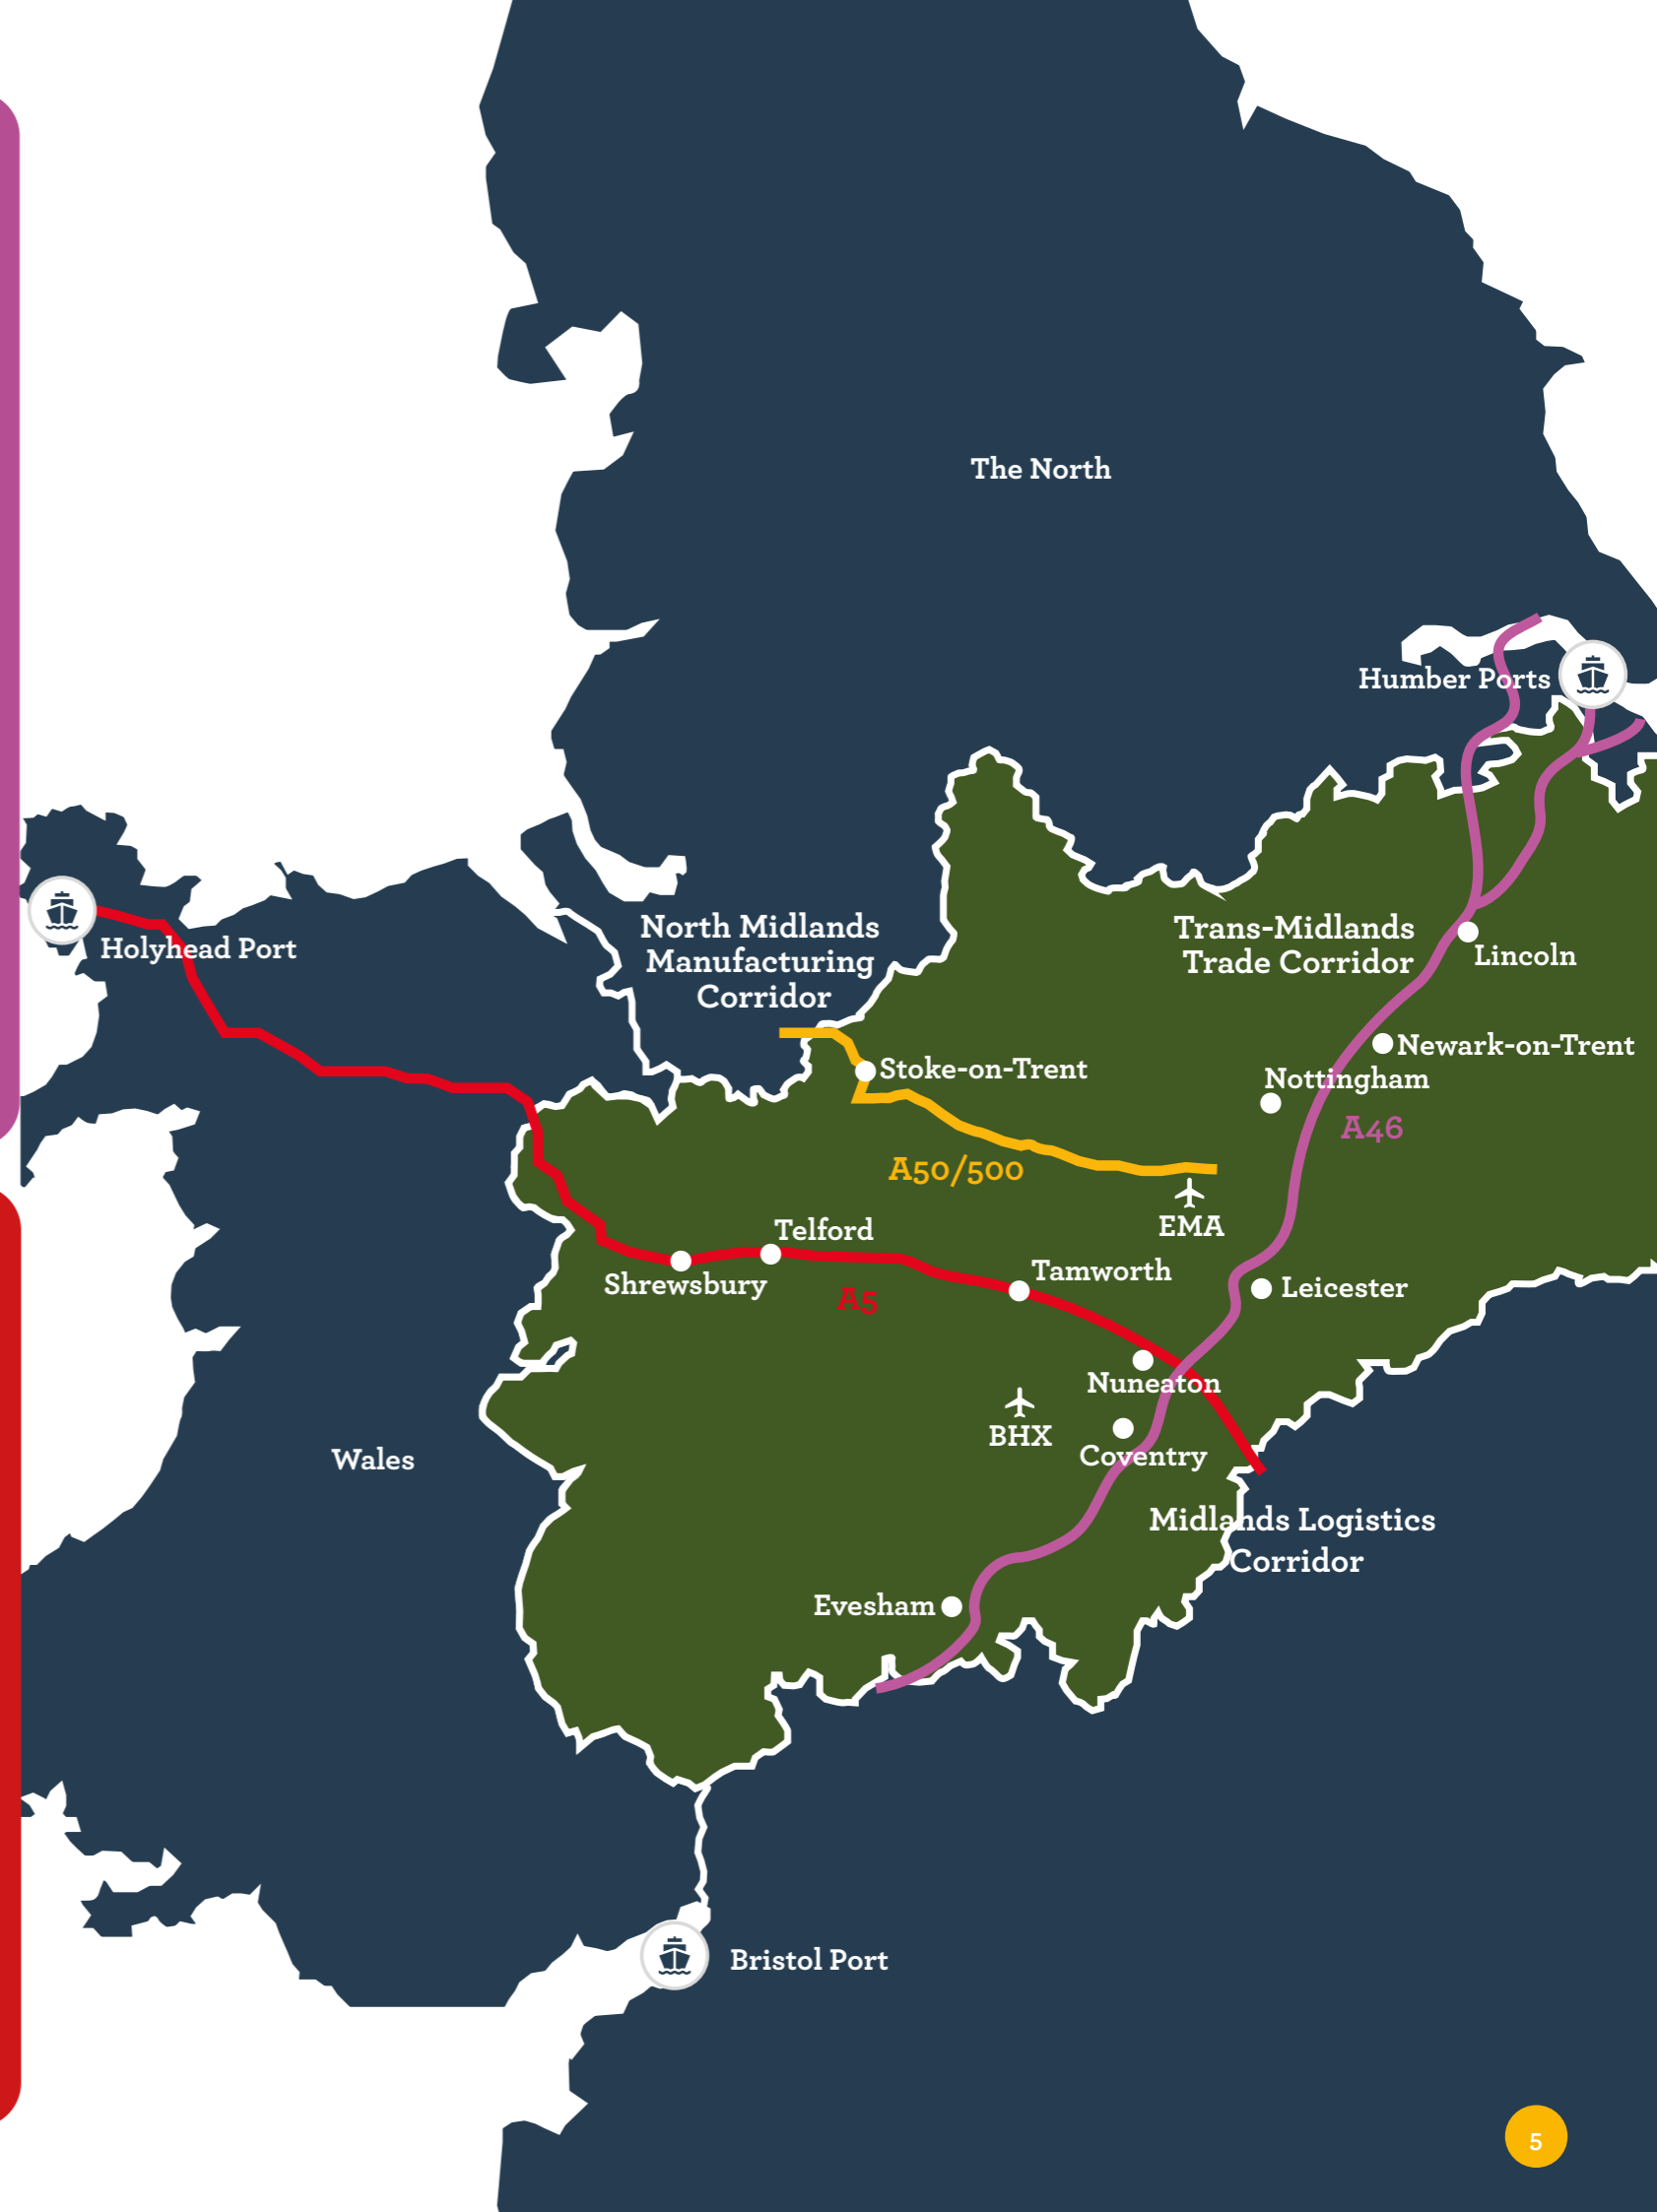 The North
Humber Ports
Holyhead Port
North Midlands
Manufacturing
Corridor
Trans-Midlands
Trade Corridor
Lincoln
Newark-on-Trent
Stoke-on-Trent
Nottingham
A46
A50/500
EMA
Telford
Shrewsbury
A5
Tamworth
Leicester
Nuneaton
BHX
Coventry
Wales
Midlands Logistics
Corridor
Evesham
Bristol Port
5